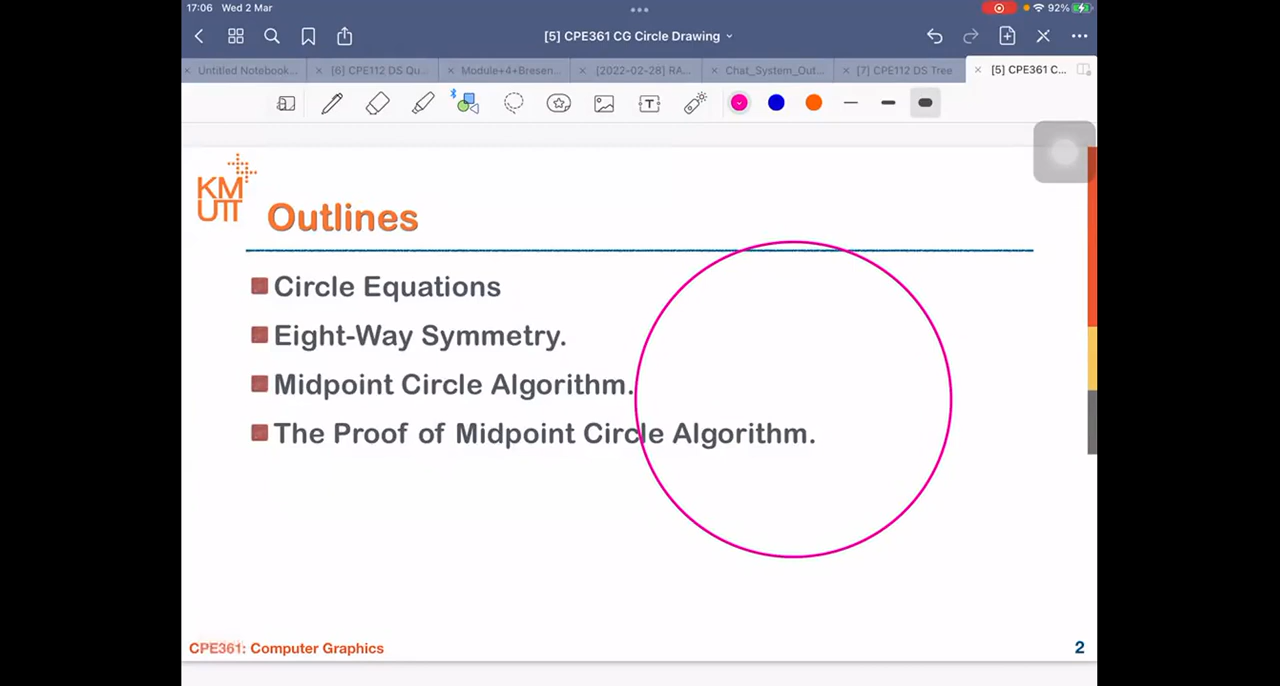 17:06 Wed 2 Mar
92%
[5] CPE361 CG Circle Drawing
Untitled Notebook...
[6] CPE112 DS Qu...
Module+4+Bresen...
[2022-02-28] RA...
Chat_System_Out...
[7] CPE112 DS Tree
[5] CPE361 C...
T
KM
UTT
Outlines
Circle Equations
Eight-Way Symmetry.
Midpoint Circle Algorithm.
The Proof of Midpoint Circle Algorithm.
CPE361: Computer Graphics
2